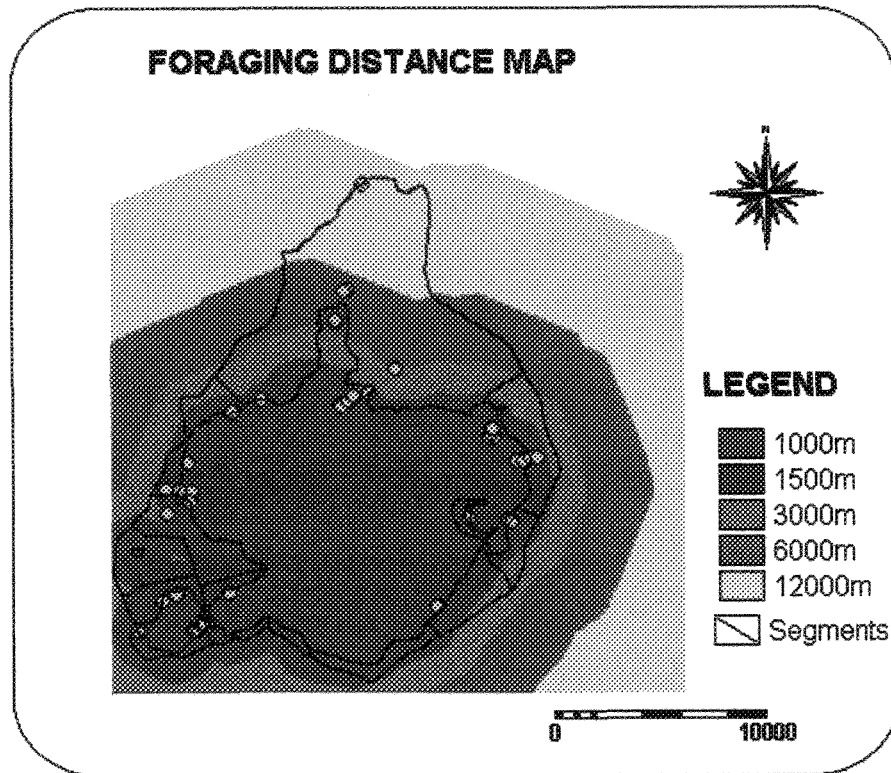 FORAGING DISTANCE MAP
N
LEGEND
1000m
1500m
3000m
6000m
12000m
Segments
0 10000